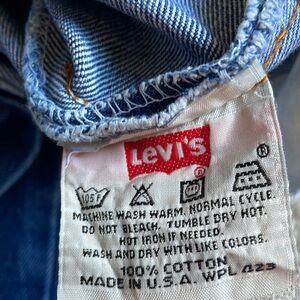 LEVI'S
®
105F
MACHINE WASH WARM. NORMAL CYCLE.
DO NOT BLEACH. TUMBLE DRY HOT.
HOT IRON IF NEEDED.
WASH AND DRY WITH LIKE COLORS.
100% COTTON
MADE IN U.S.A. WPL 423